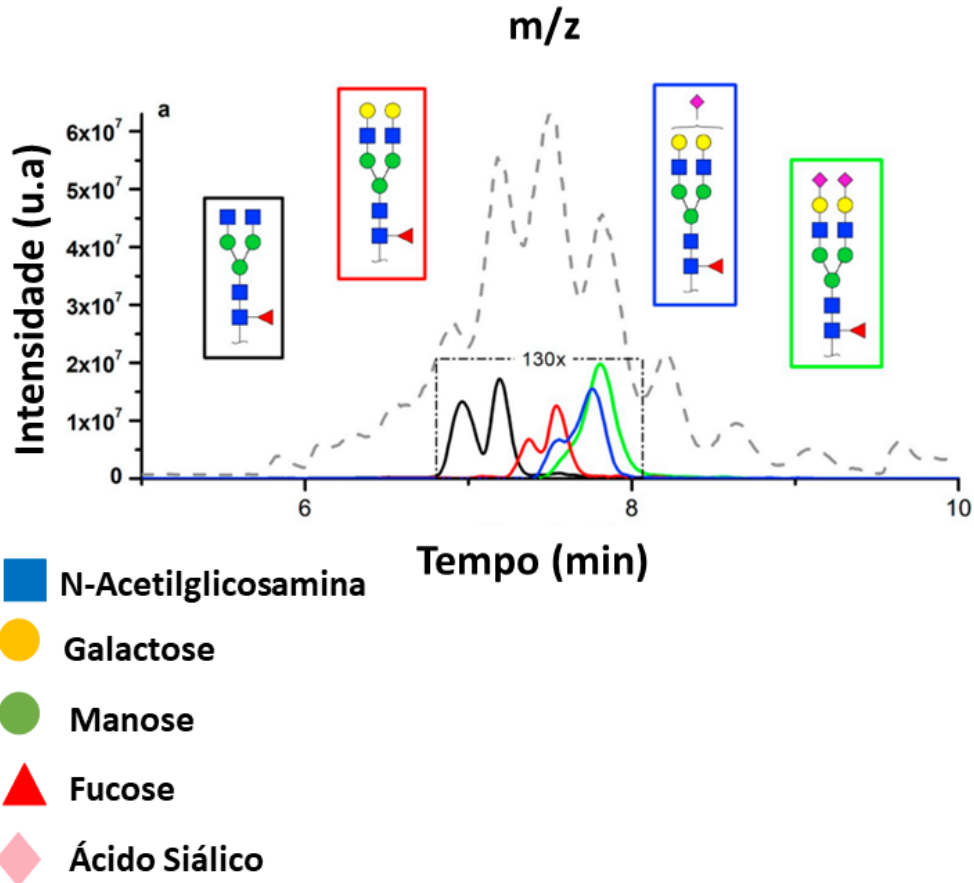 m/z
a
Intensidade (u.a)
6x10⁷
5x10⁷
4x10⁷
3x10⁷
2x10⁷
1x10⁷
0
130x
6
8
10
Tempo (min)
N-Acetilglicosamina
Galactose
Manose
Fucose
Ácido Siálico